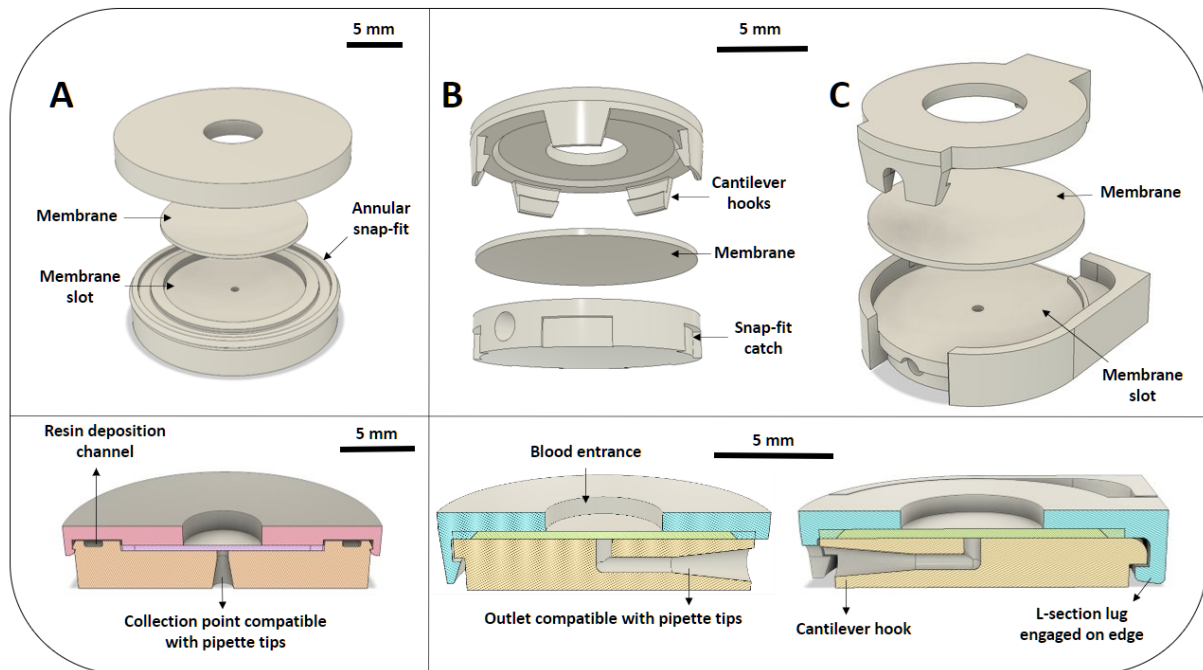 5 mm
A
Membrane
Annular
snap-fit
Membrane
slot
5 mm
B
Cantilever
hooks
Membrane
Snap-fit
catch
C
Membrane
Membrane
slot
Resin deposition
channel
5 mm
Collection point compatible
with pipette tips
Blood entrance
5 mm
Outlet compatible with pipette tips
Cantilever hook
L-section lug
engaged on edge